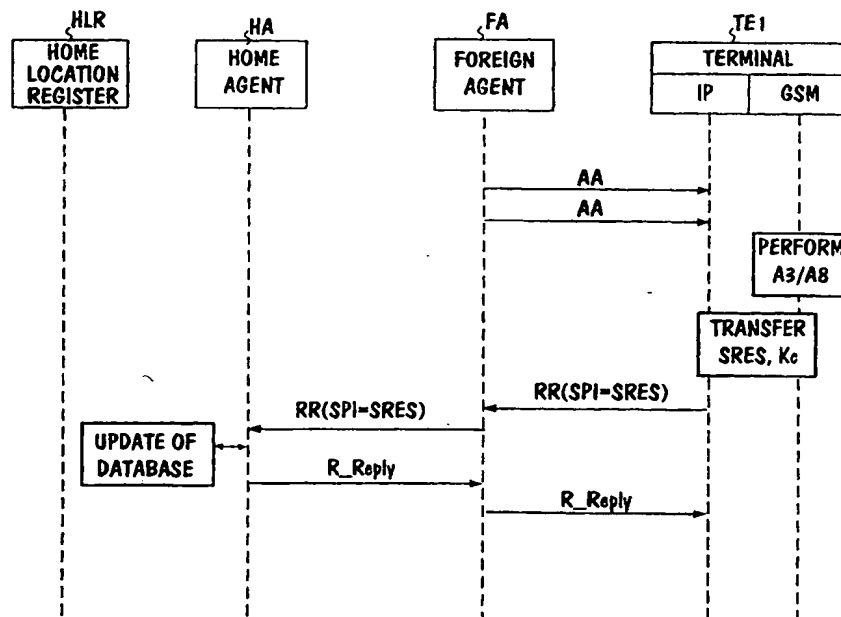 HLR
HA
FA
TE1
HOME
LOCATION
REGISTER
HOME
AGENT
FOREIGN
AGENT
TERMINAL
IP
GSM
AA
AA
PERFORM
A3/A8
TRANSFER
SRES, Kc
RR(SPI=SRES)
RR(SPI=SRES)
UPDATE OF
DATABASE
R_Reply
R_Reply